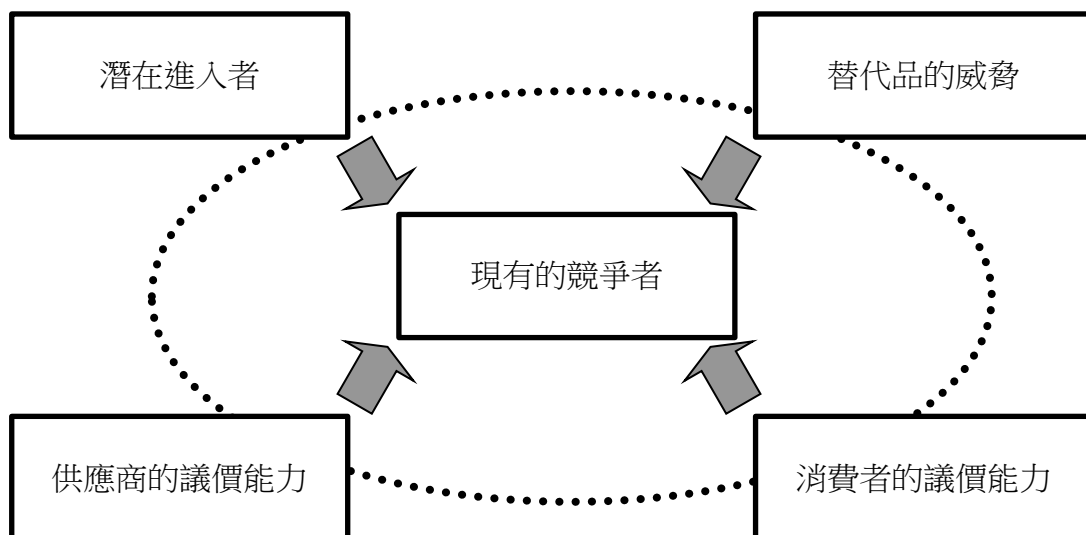 潛在進入者
替代品的威脅
現有的競爭者
供應商的議價能力
消費者的議價能力